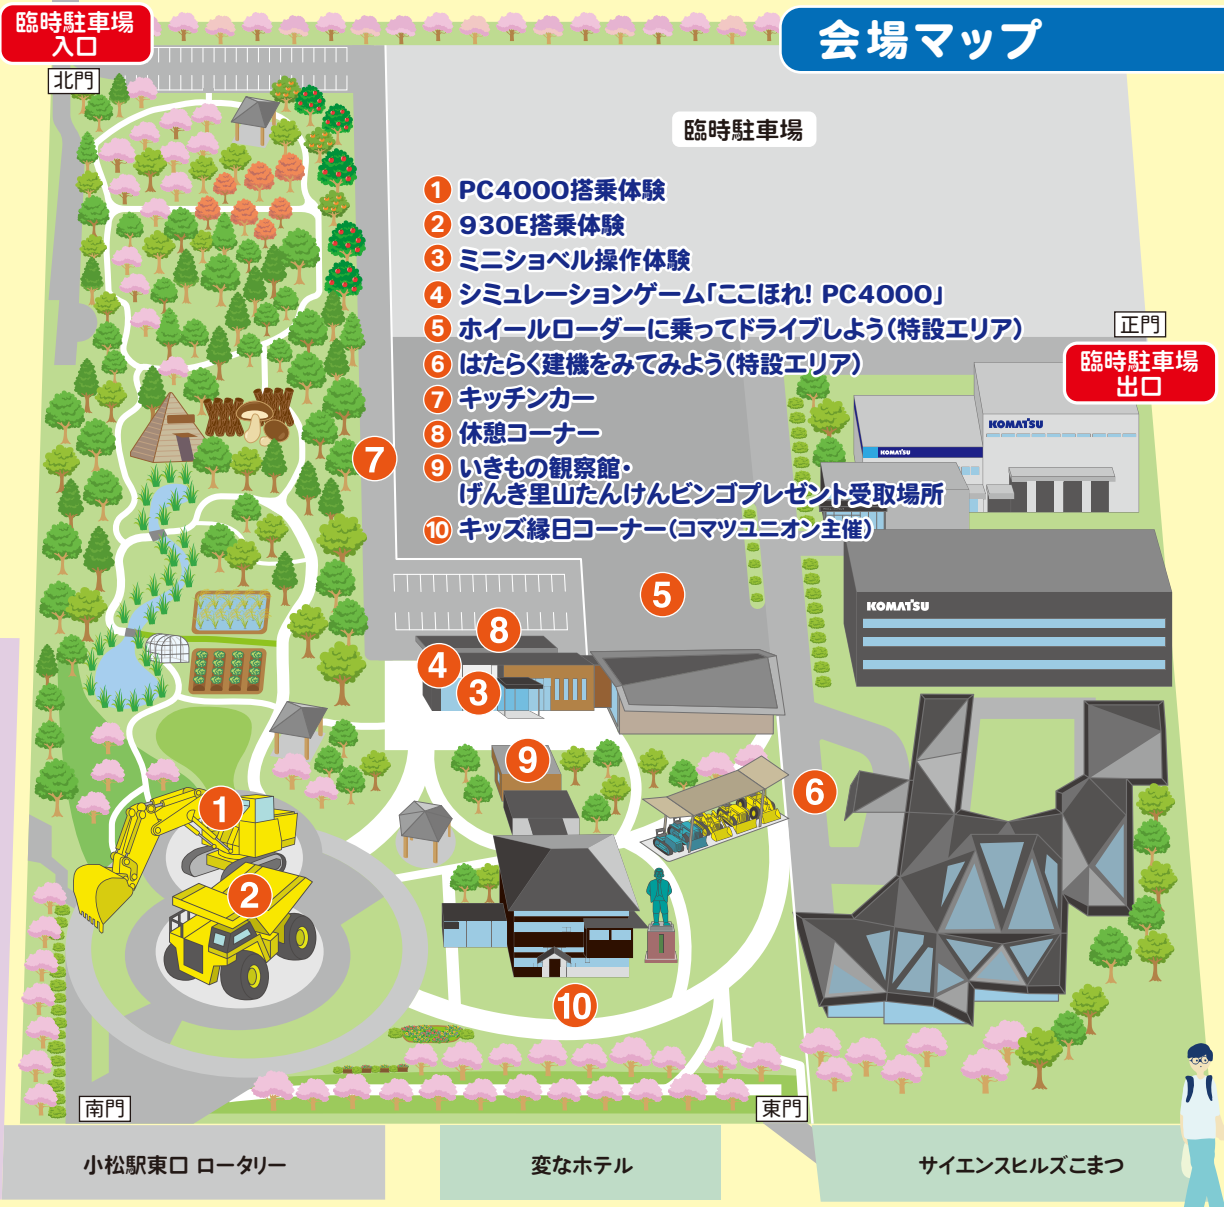 臨時駐車場
入口
会場マップ
北門
臨時駐車場
1 PC4000搭乗体験
2 930E搭乗体験
3 ミニショベル操作体験
4 シミュレーションゲーム「ここほれ! PC4000」
5 ホイールローダーに乗ってドライブしよう(特設エリア)
6 はたらく建機をみてみよう(特設エリア)
7 キッチンカー
8 休憩コーナー
9 いきもの観察館・
げんき里山たんけんビンゴプレゼント受取場所
10 キッズ縁日コーナー(コマツユニオン主催)
正門
臨時駐車場
出口
KOMATSU
KOMATSU
7
5
KOMATSU
8
4
3
9
6
1
2
10
南門
東門
小松駅東口 ロータリー
変なホテル
サイエンスヒルズこまつ